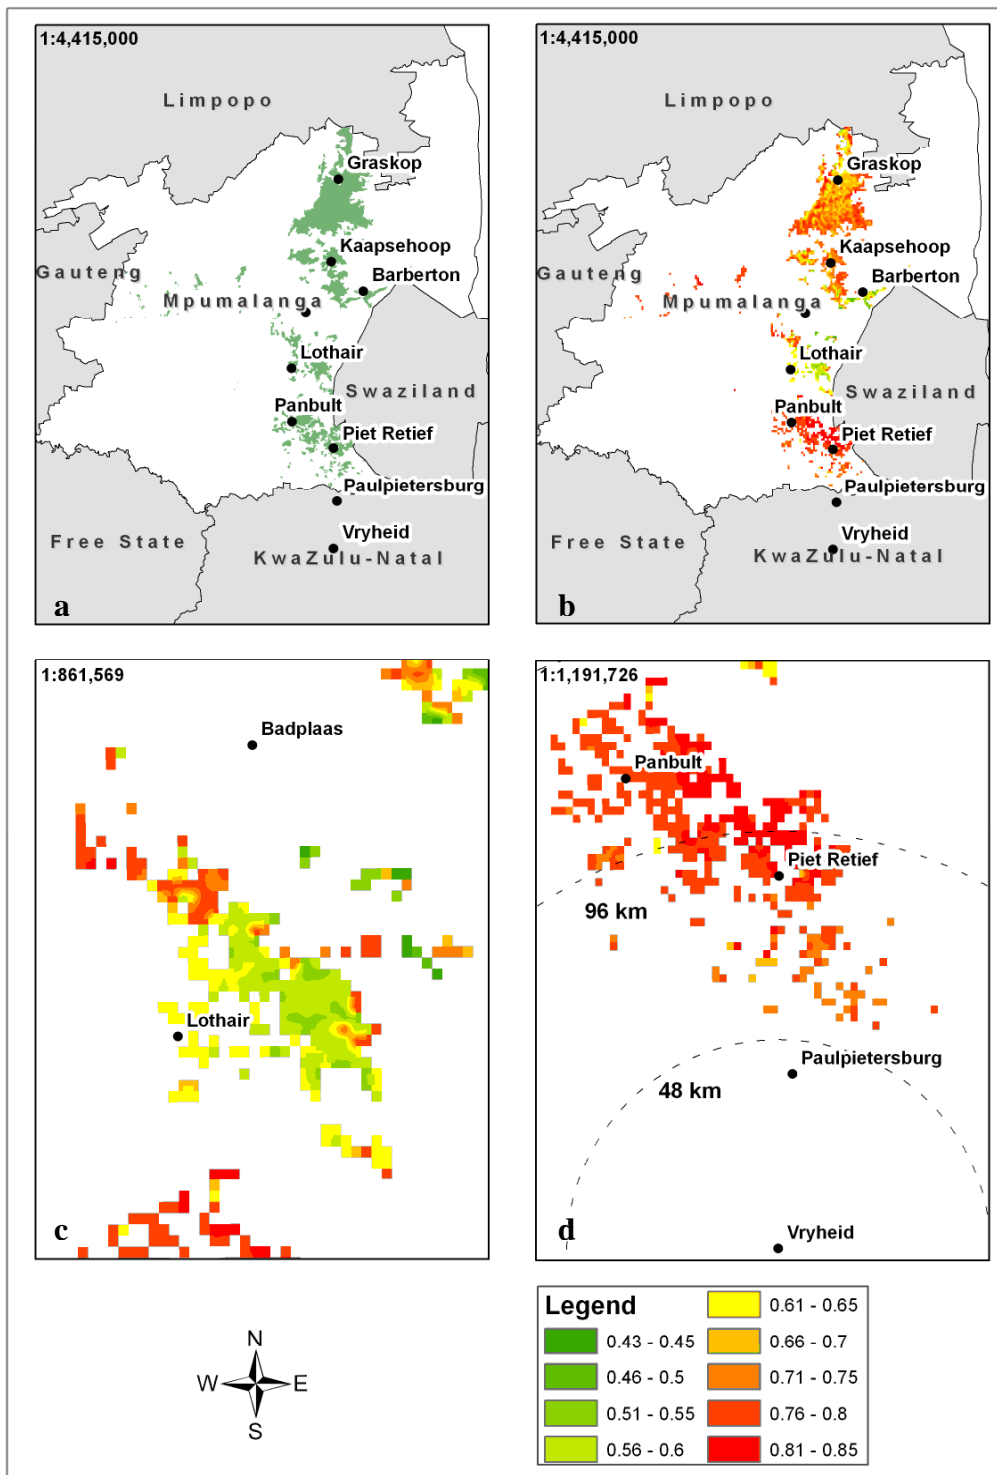 1:4,415,000
Limpopo
Graskop
Kaapsehoop
Gauteng
Barberton
Mpumalanga
Lothair
Swaziland
Panbult
Piet Retief
Paulpietersburg
Free State
Vryheid
KwaZulu-Natal
a
1:4,415,000
Limpopo
Graskop
Kaapsehoop
Gauteng
Barberton
Mpumalanga
Lothair
Swaziland
Panbult
Piet Retief
Paulpietersburg
Free State
Vryheid
KwaZulu-Natal
b
1:861,569
Badplaas
Lothair
c
1:1,191,726
Panbult
Piet Retief
96 km
Paulpietersburg
48 km
Vryheid
d
N
W E
S
Legend
0.43 - 0.45
0.46 - 0.5
0.51 - 0.55
0.56 - 0.6
0.61 - 0.65
0.66 - 0.7
0.71 - 0.75
0.76 - 0.8
0.81 - 0.85